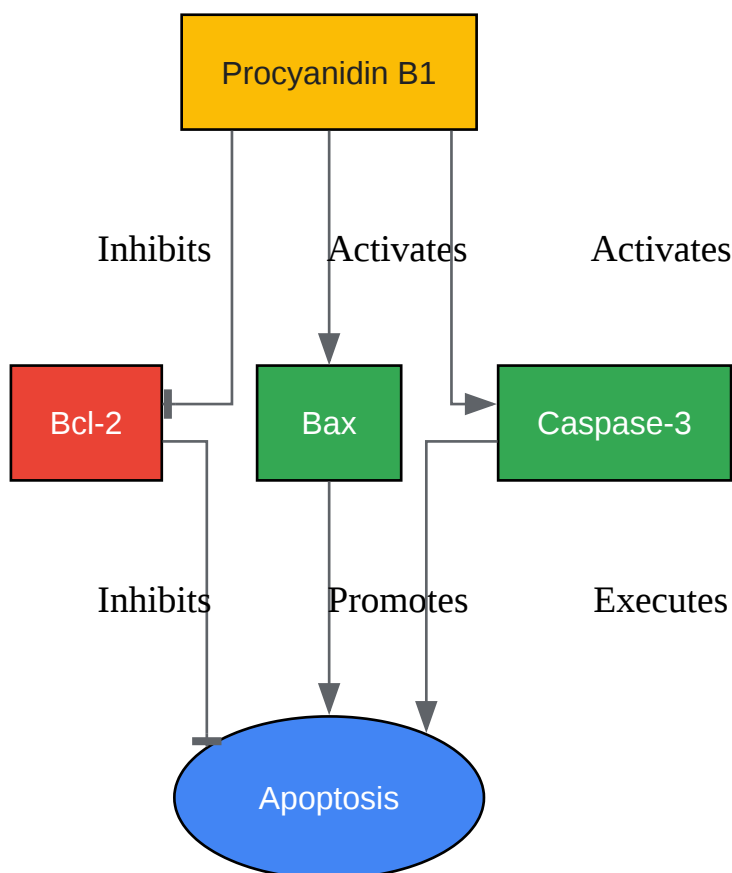 Procyanidin B1
Inhibits
Activates
Activates
Bcl-2
Bax
Caspase-3
Inhibits
Promotes
Executes
Apoptosis